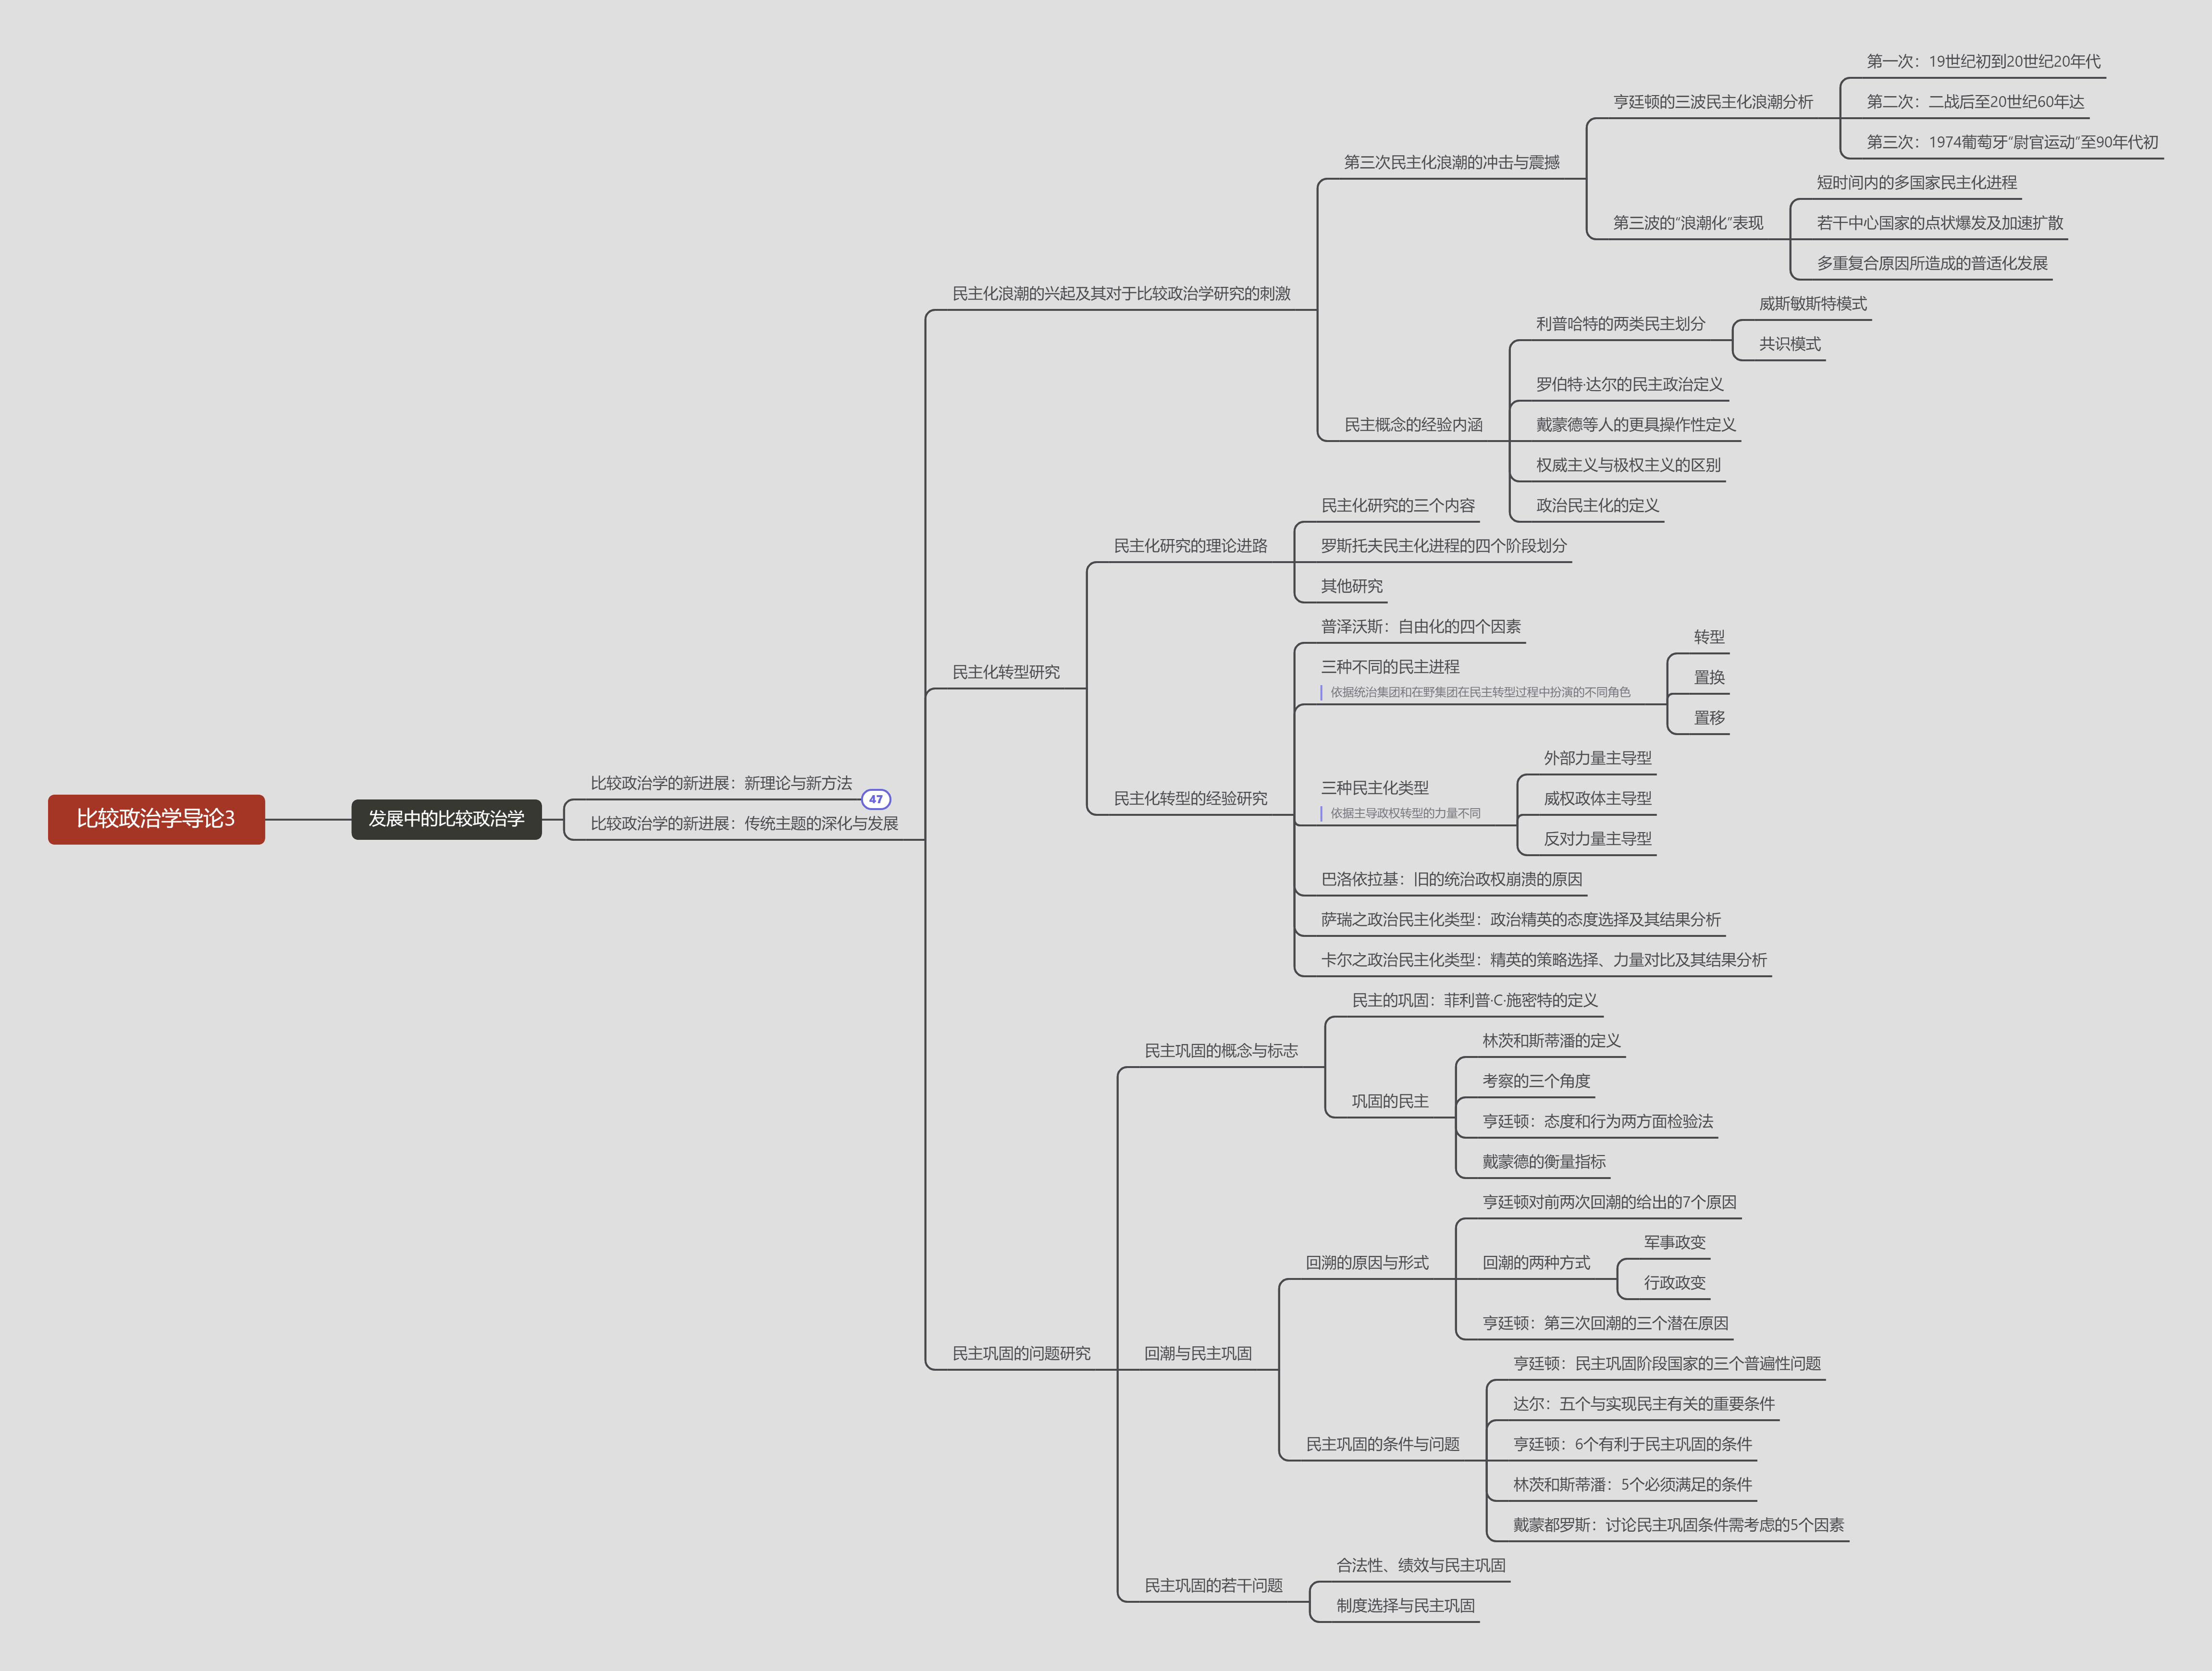 比较政治学导论3
发展中的比较政治学
比较政治学的新进展：新理论与新方法
47
比较政治学的新进展：传统主题的深化与发展
民主化浪潮的兴起及其对于比较政治学研究的刺激
第三次民主化浪潮的冲击与震撼
亨廷顿的三波民主化浪潮分析
第一次：19世纪初到20世纪20年代
第二次：二战后至20世纪60年达
第三次：1974葡萄牙“尉官运动”至90年代初
第三波的“浪潮化”表现
短时间内的多国家民主化进程
若干中心国家的点状爆发及加速扩散
多重复合原因所造成的普适化发展
民主概念的经验内涵
利普哈特的两类民主划分
威斯敏斯特模式
共识模式
罗伯特·达尔的民主政治定义
戴蒙德等人的更具操作性定义
权威主义与极权主义的区别
政治民主化的定义
民主化转型研究
民主化研究的理论进路
民主化研究的三个内容
罗斯托夫民主化进程的四个阶段划分
其他研究
民主化转型的经验研究
普泽沃斯：自由化的四个因素
三种不同的民主进程
依据统治集团和在野集团在民主转型过程中扮演的不同角色
转型
置换
置移
三种民主化类型
依据主导政权转型的力量不同
外部力量主导型
威权政体主导型
反对力量主导型
巴洛依拉基：旧的统治政权崩溃的原因
萨瑞之政治民主化类型：政治精英的态度选择及其结果分析
卡尔之政治民主化类型：精英的策略选择、力量对比及其结果分析
民主巩固的问题研究
民主巩固的概念与标志
民主的巩固：菲利普·C·施密特的定义
巩固的民主
林茨和斯蒂潘的定义
考察的三个角度
亨廷顿：态度和行为两方面检验法
戴蒙德的衡量指标
回潮与民主巩固
回溯的原因与形式
亨廷顿对前两次回潮的给出的7个原因
回潮的两种方式
军事政变
行政政变
亨廷顿：第三次回潮的三个潜在原因
民主巩固的条件与问题
亨廷顿：民主巩固阶段国家的三个普遍性问题
达尔：五个与实现民主有关的重要条件
亨廷顿：6个有利于民主巩固的条件
林茨和斯蒂潘：5个必须满足的条件
戴蒙都罗斯：讨论民主巩固条件需考虑的5个因素
民主巩固的若干问题
合法性、绩效与民主巩固
制度选择与民主巩固